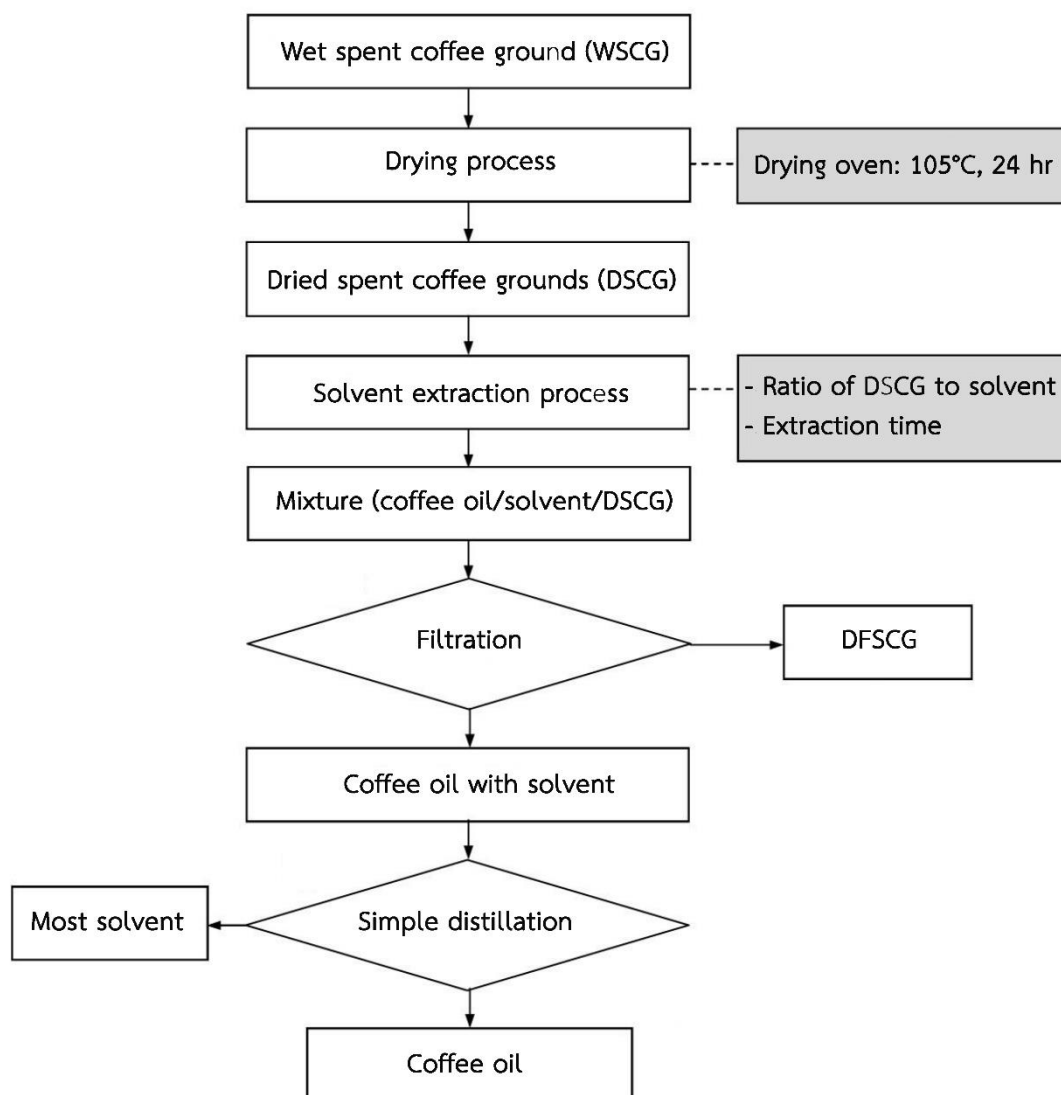 Wet spent coffee ground (WSCG)
Drying process
Drying oven: 105°C, 24 hr
Dried spent coffee grounds (DSCG)
Solvent extraction process
- Ratio of DSCG to solvent
- Extraction time
Mixture (coffee oil/solvent/DSCG)
Filtration
DFSCG
Coffee oil with solvent
Most solvent
Simple distillation
Coffee oil